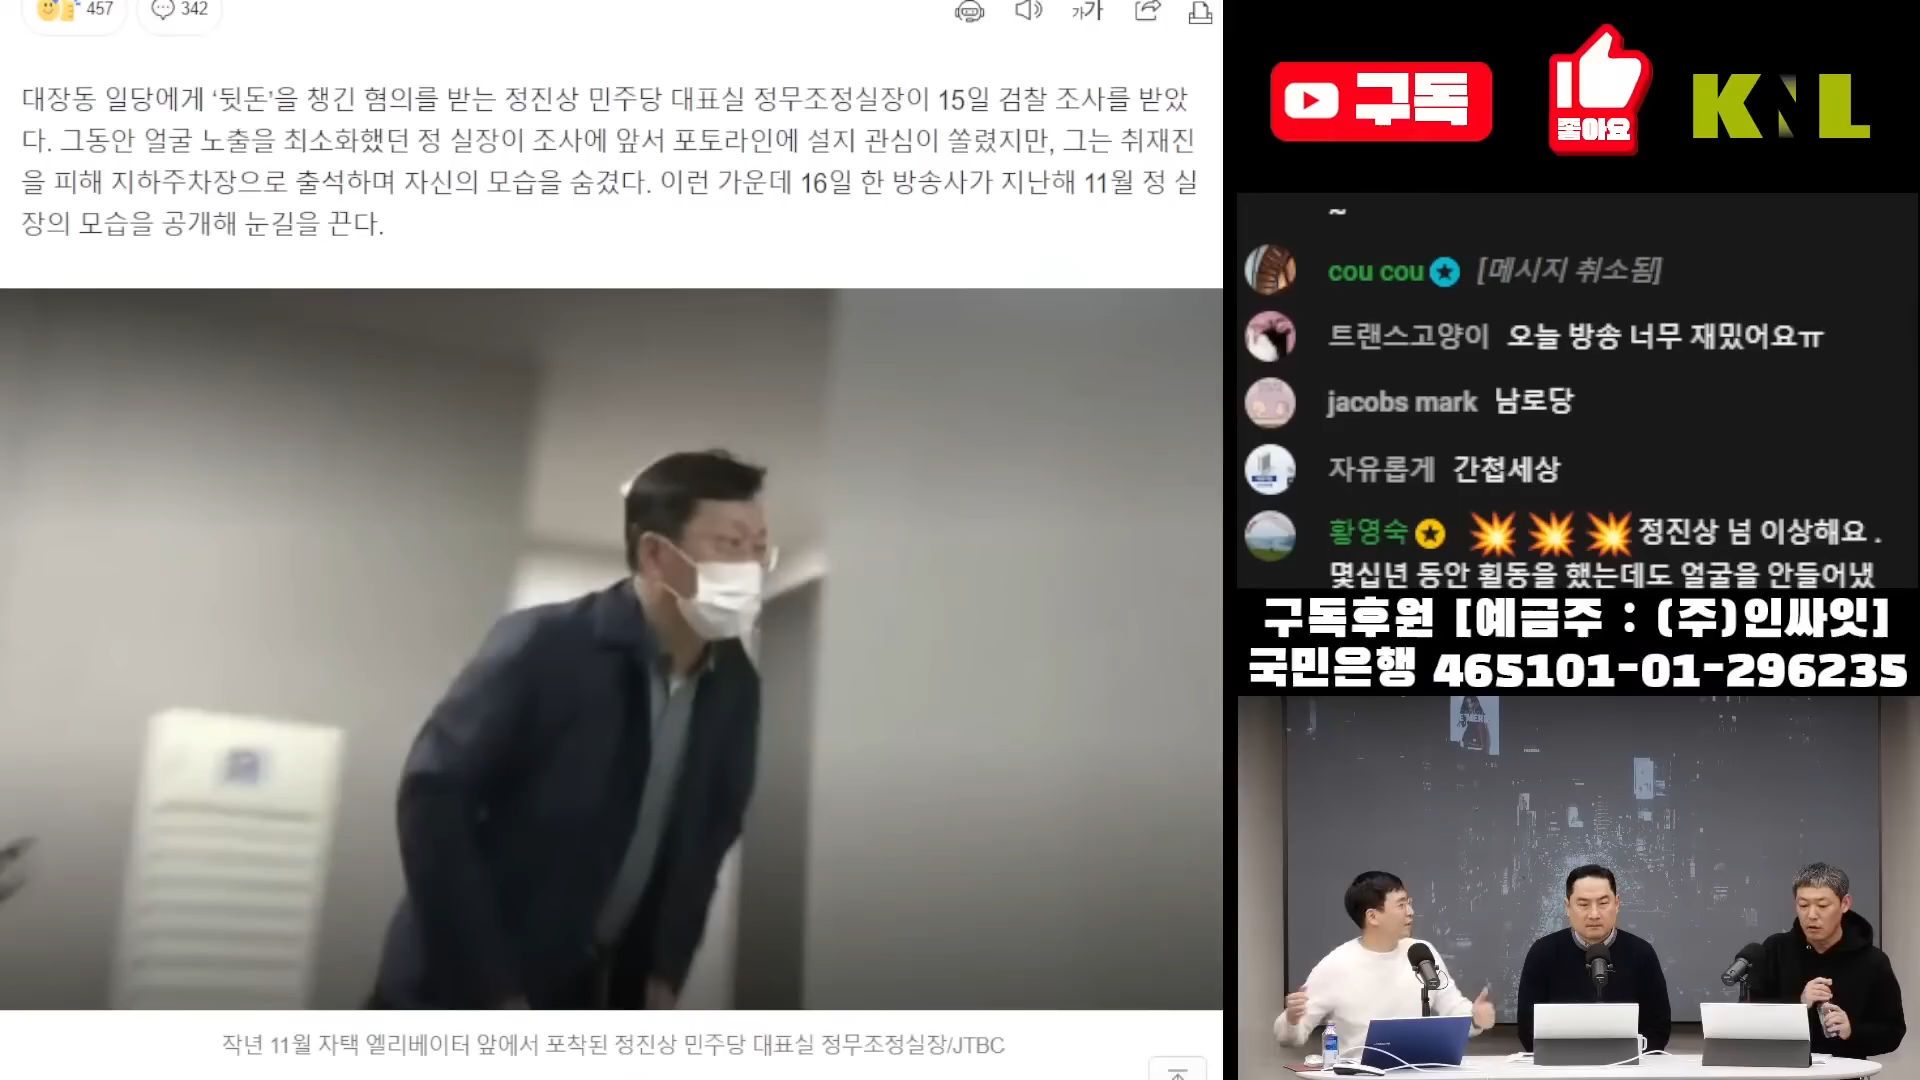 457
342
가가
대장동 일당에게 ‘뒷돈’을 챙긴 혐의를 받는 정진상 민주당 대표실 정무조정실장이 15일 검찰 조사를 받았
다. 그동안 얼굴 노출을 최소화했던 정 실장이 조사에 앞서 포토라인에 설지 관심이 쏠렸지만, 그는 취재진
을 피해 지하주차장으로 출석하며 자신의 모습을 숨겼다. 이런 가운데 16일 한 방송사가 지난해 11월 정 실
장의 모습을 공개해 눈길을 끈다.
작년 11월 자택 엘리베이터 앞에서 포착된 정진상 민주당 대표실 정무조정실장/JTBC
구독
좋아요
KNL
~
cou cou [메시지 취소됨]
트랜스고양이 오늘 방송 너무 재밌어요ㅠ
jacobs mark 남로당
자유롭게 간첩세상
황영숙 💥💥💥정진상 넘 이상해요 .
몇십년 동안 횔동을 했는데도 얼굴을 안들어냈
구독후원 [예금주 : (주)인싸잇]
국민은행 465101-01-296235